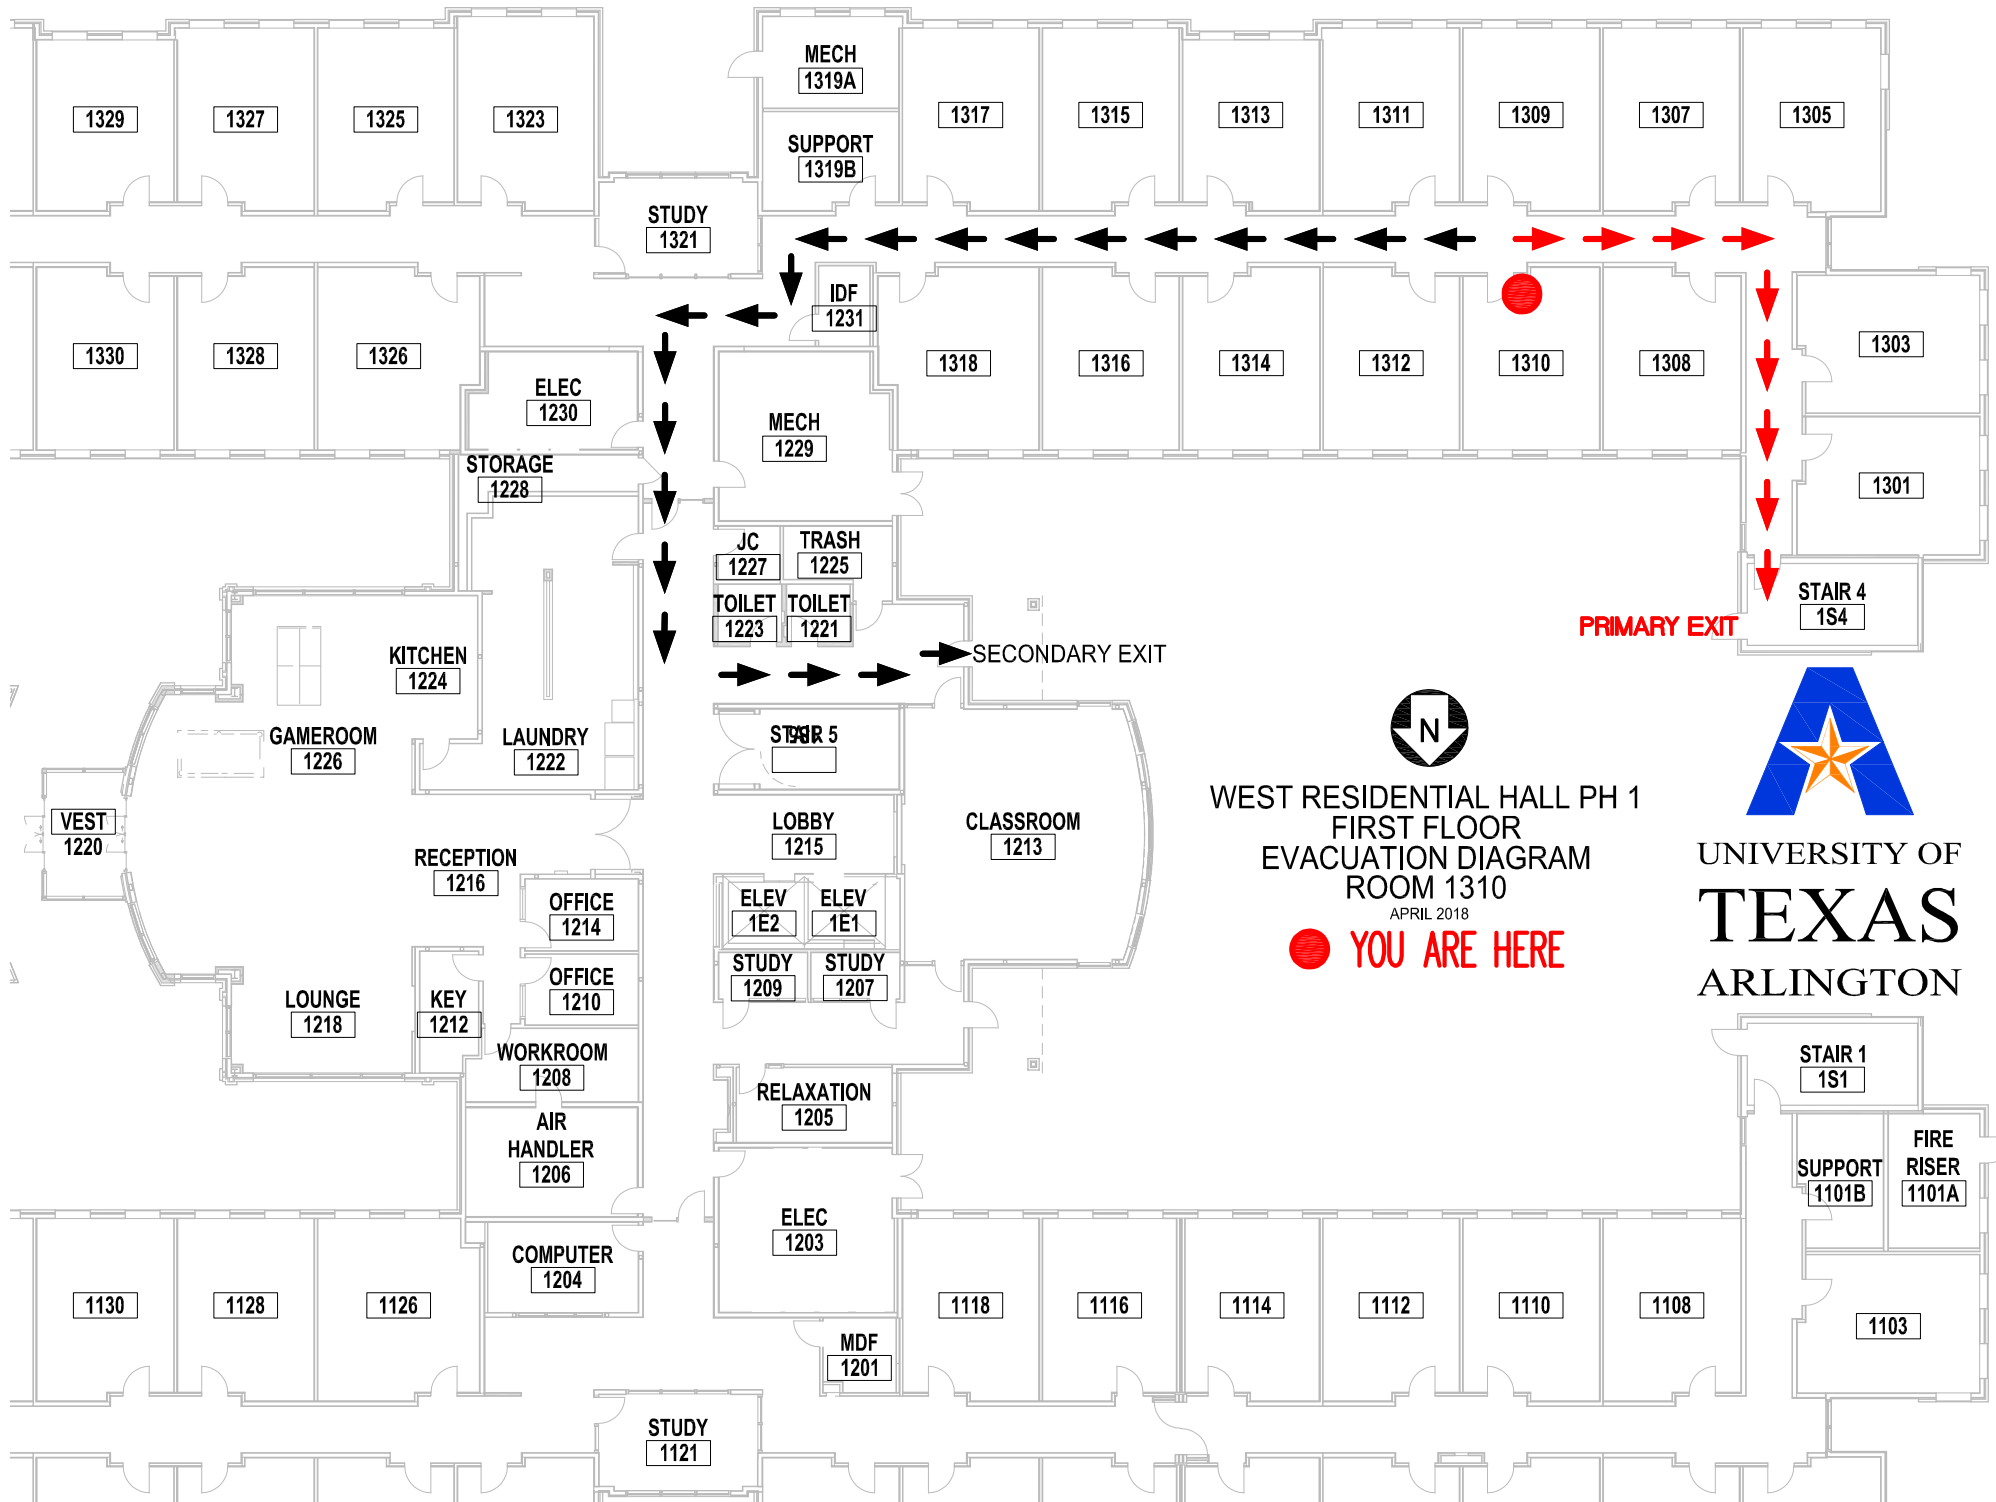 MECH
1319A
1329
1327
1325
1323
SUPPORT
1319B
1317
1315
1313
1311
1309
1307
1305
STUDY
1321
IDF
1231
1330
1328
1326
ELEC
1230
MECH
1229
1318
1316
1314
1312
1310
1308
1303
1301
STORAGE
1228
JC
1227
TRASH
1225
TOILET
1223
TOILET
1221
STAIR 4
1S4
PRIMARY EXIT
SECONDARY EXIT
KITCHEN
1224
GAMEROOM
1226
LAUNDRY
1222
STAIR 5
N
VEST
1220
LOBBY
1215
CLASSROOM
1213
RECEPTION
1216
OFFICE
1214
ELEV
1E2
ELEV
1E1
OFFICE
1210
STUDY
1209
STUDY
1207
LOUNGE
1218
KEY
1212
WORKROOM
1208
RELAXATION
1205
AIR
HANDLER
1206
WEST RESIDENTIAL HALL PH 1
FIRST FLOOR
EVACUATION DIAGRAM
ROOM 1310
APRIL 2018
YOU ARE HERE
UNIVERSITY OF
TEXAS
ARLINGTON
STAIR 1
1S1
SUPPORT
1101B
FIRE
RISER
1101A
ELEC
1203
COMPUTER
1204
1130
1128
1126
1118
1116
1114
1112
1110
1108
1103
MDF
1201
STUDY
1121